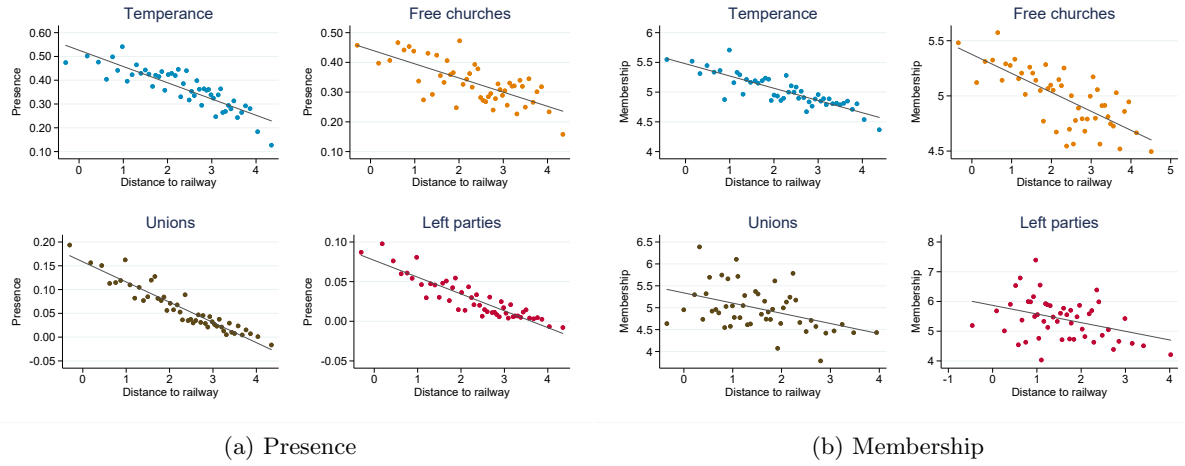 Temperance
Presence
0.60
0.50
0.40
0.30
0.20
0.10
0 1 2 3 4
Distance to railway
Free churches
Presence
0.50
0.40
0.30
0.20
0.10
0 1 2 3 4
Distance to railway
Unions
Presence
0.20
0.15
0.10
0.05
0.00
-0.05
0 1 2 3 4
Distance to railway
Left parties
Presence
0.10
0.05
0.00
-0.05
0 1 2 3 4
Distance to railway
(a) Presence
Temperance
Membership
6
5.5
5
4.5
4
0 1 2 3 4
Distance to railway
Free churches
Membership
5.5
5
4.5
0 1 2 3 4 5
Distance to railway
Unions
Membership
6.5
6
5.5
5
4.5
4
0 1 2 3 4
Distance to railway
Left parties
Membership
8
7
6
5
4
-1 0 1 2 3 4
Distance to railway
(b) Membership